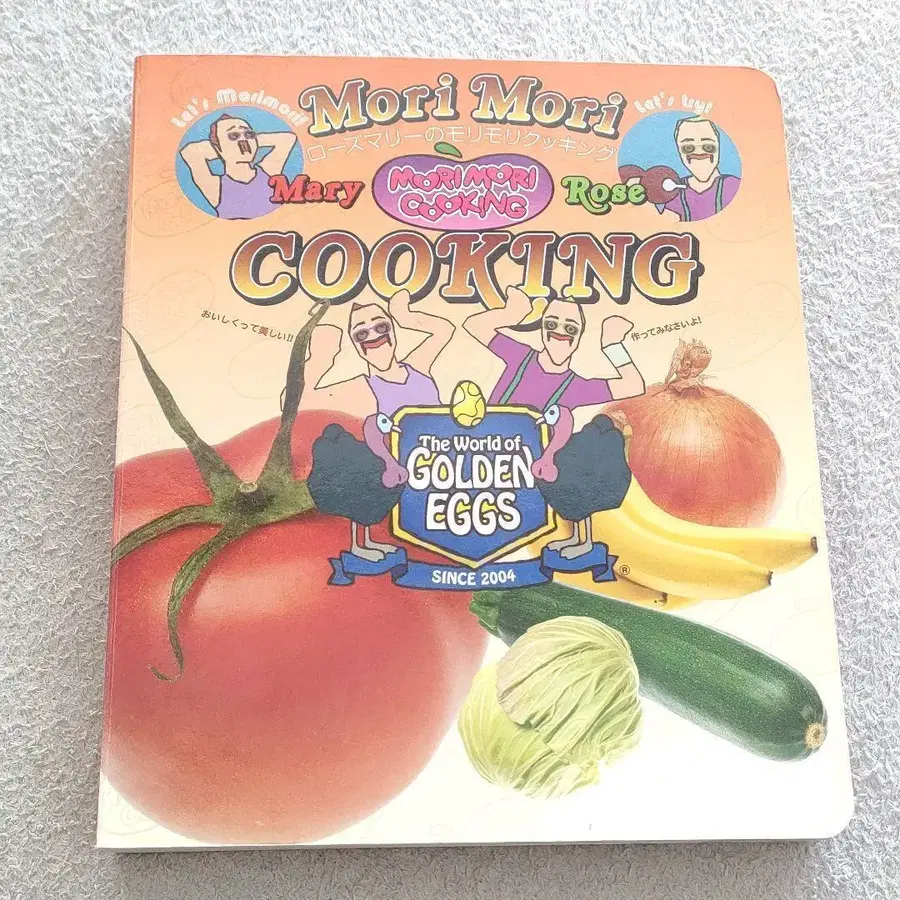 Let's Morimori!
Let's try!
Mori Mori
ローズマリーのモリモリクッキング
Mary
MORI MORI
COOKING
Rose
COOKING
おいしくって美しい!!
作ってみなさいよ!
The World of
GOLDEN
EGGS
SINCE 2004
®